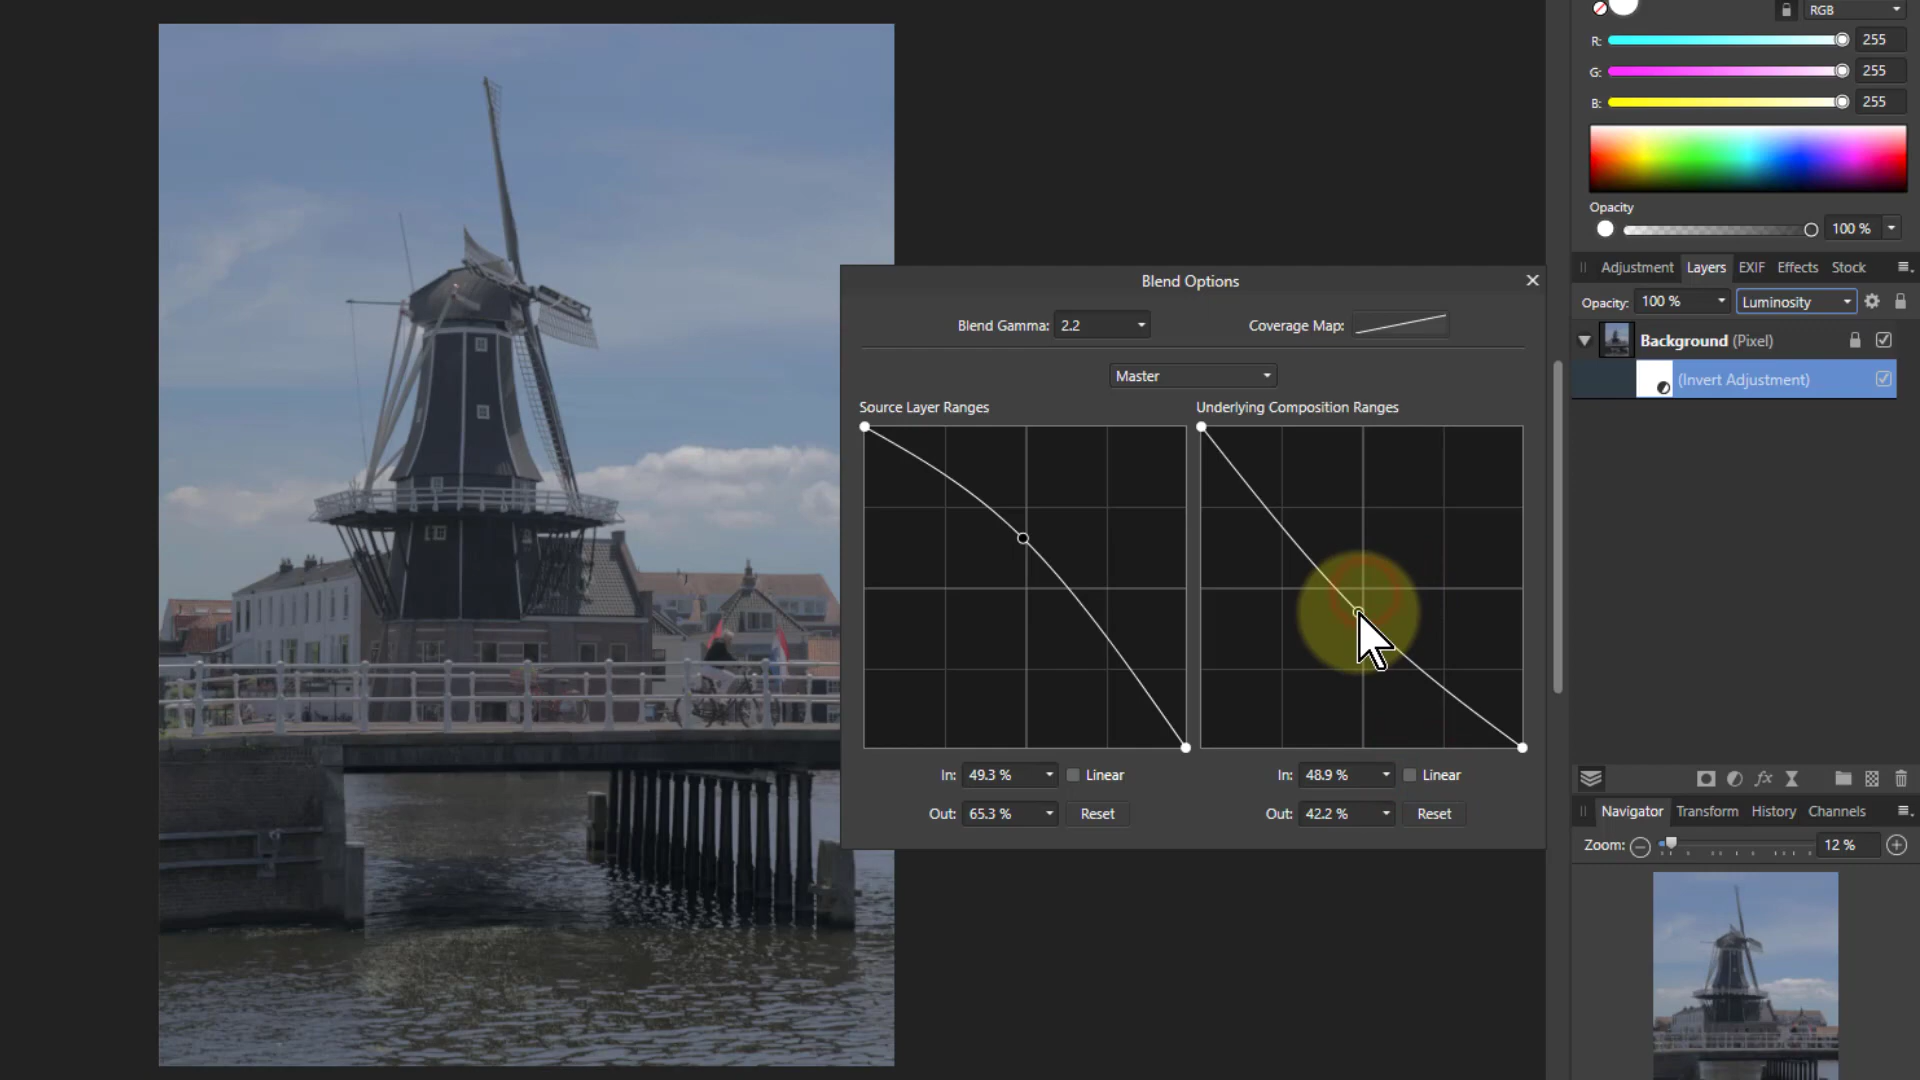 RGB
R: 255
G: 255
B: 255
Opacity
100 %
Adjustment Layers EXIF Effects Stock
Opacity: 100 % Luminosity
Background (Pixel)
(Invert Adjustment)
Blend Options
Blend Gamma: 2.2 Coverage Map:
Master
Source Layer Ranges Underlying Composition Ranges
In: 49.3 % Linear In: 48.9 % Linear
Out: 65.3 % Reset Out: 42.2 % Reset
fx
Navigator Transform History Channels
Zoom: 12 %